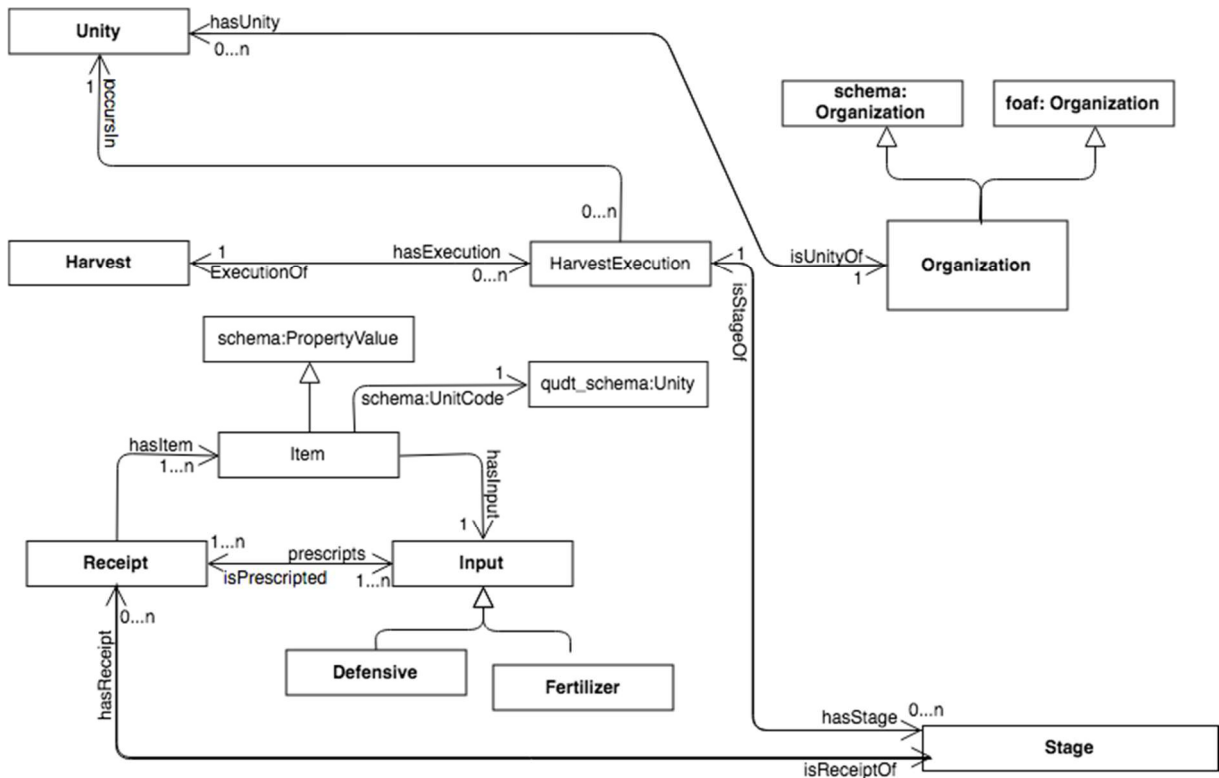 Unity
hasUnity
0...n
1
occursIn
schema:
Organization
foaf: Organization
0...n
Harvest
1
ExecutionOf
hasExecution
0...n
HarvestExecution
1
isStageOf
isUnityOf
1
Organization
schema:PropertyValue
1
schema:UnitCode
qudt_schema:Unity
hasItem
1...n
Item
hasInput
1
Receipt
1...n
prescripts
isPrescripted
1...n
Input
0...n
hasReceipt
Defensive
Fertilizer
hasStage
0...n
Stage
isReceiptOf